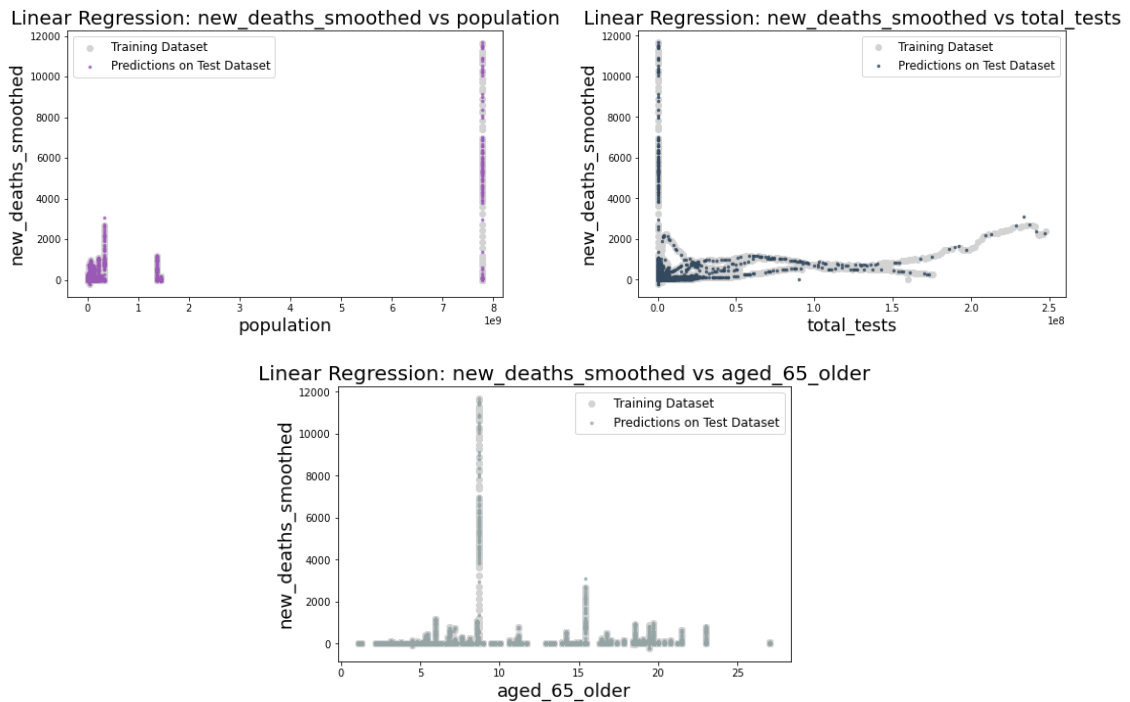 Linear Regression: new_deaths_smoothed vs population
12000
10000
8000
6000
4000
2000
0
new_deaths_smoothed
Training Dataset
Predictions on Test Dataset
0 1 2 3 4 5 6 7 8
1e9
population
Linear Regression: new_deaths_smoothed vs total_tests
12000
10000
8000
6000
4000
2000
0
new_deaths_smoothed
Training Dataset
Predictions on Test Dataset
0.0 0.5 1.0 1.5 2.0 2.5
1e8
total_tests
Linear Regression: new_deaths_smoothed vs aged_65_older
12000
10000
8000
6000
4000
2000
0
new_deaths_smoothed
Training Dataset
Predictions on Test Dataset
0 5 10 15 20 25
aged_65_older